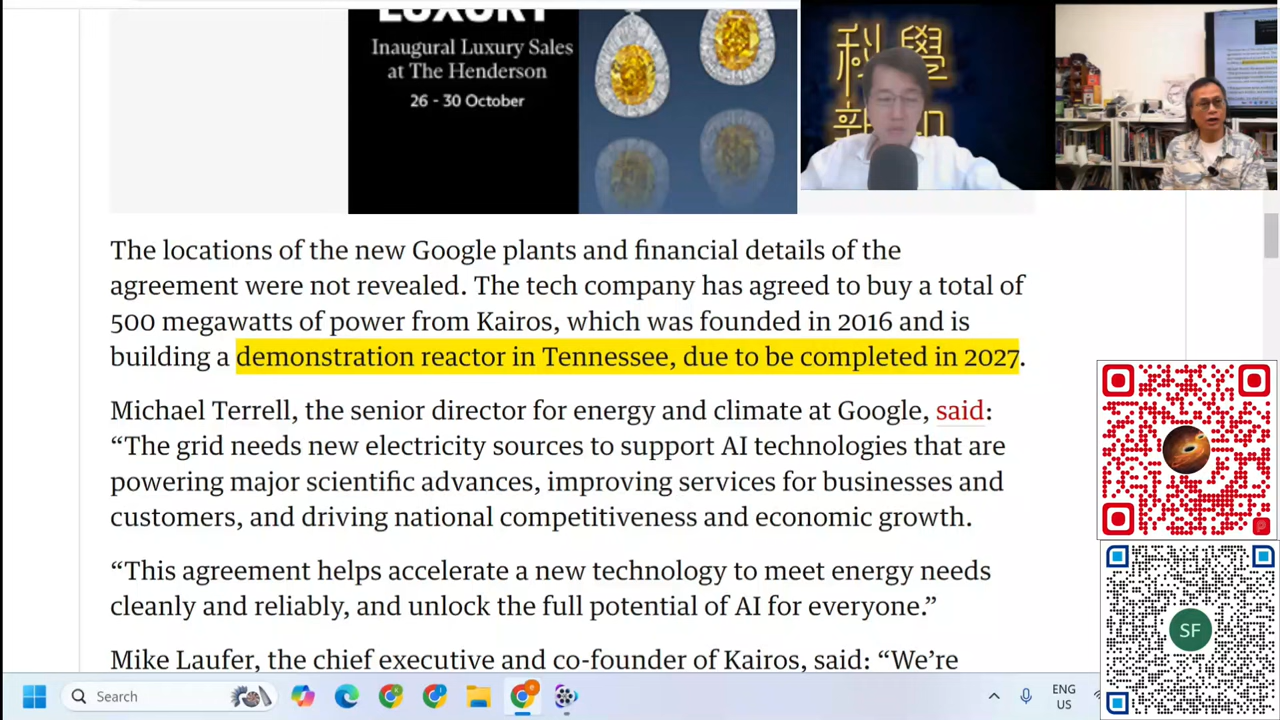 LUXURY
Inaugural Luxury Sales
at The Henderson
26 - 30 October
科學
新知
The locations of the new Google plants and financial details of the
agreement were not revealed. The tech company has agreed to buy a total of
500 megawatts of power from Kairos, which was founded in 2016 and is
building a demonstration reactor in Tennessee, due to be completed in 2027.
Michael Terrell, the senior director for energy and climate at Google, said:
“The grid needs new electricity sources to support AI technologies that are
powering major scientific advances, improving services for businesses and
customers, and driving national competitiveness and economic growth.
“This agreement helps accelerate a new technology to meet energy needs
cleanly and reliably, and unlock the full potential of AI for everyone.”
Mike Laufer, the chief executive and co-founder of Kairos, said: “We’re
SF
Search
ENG
US